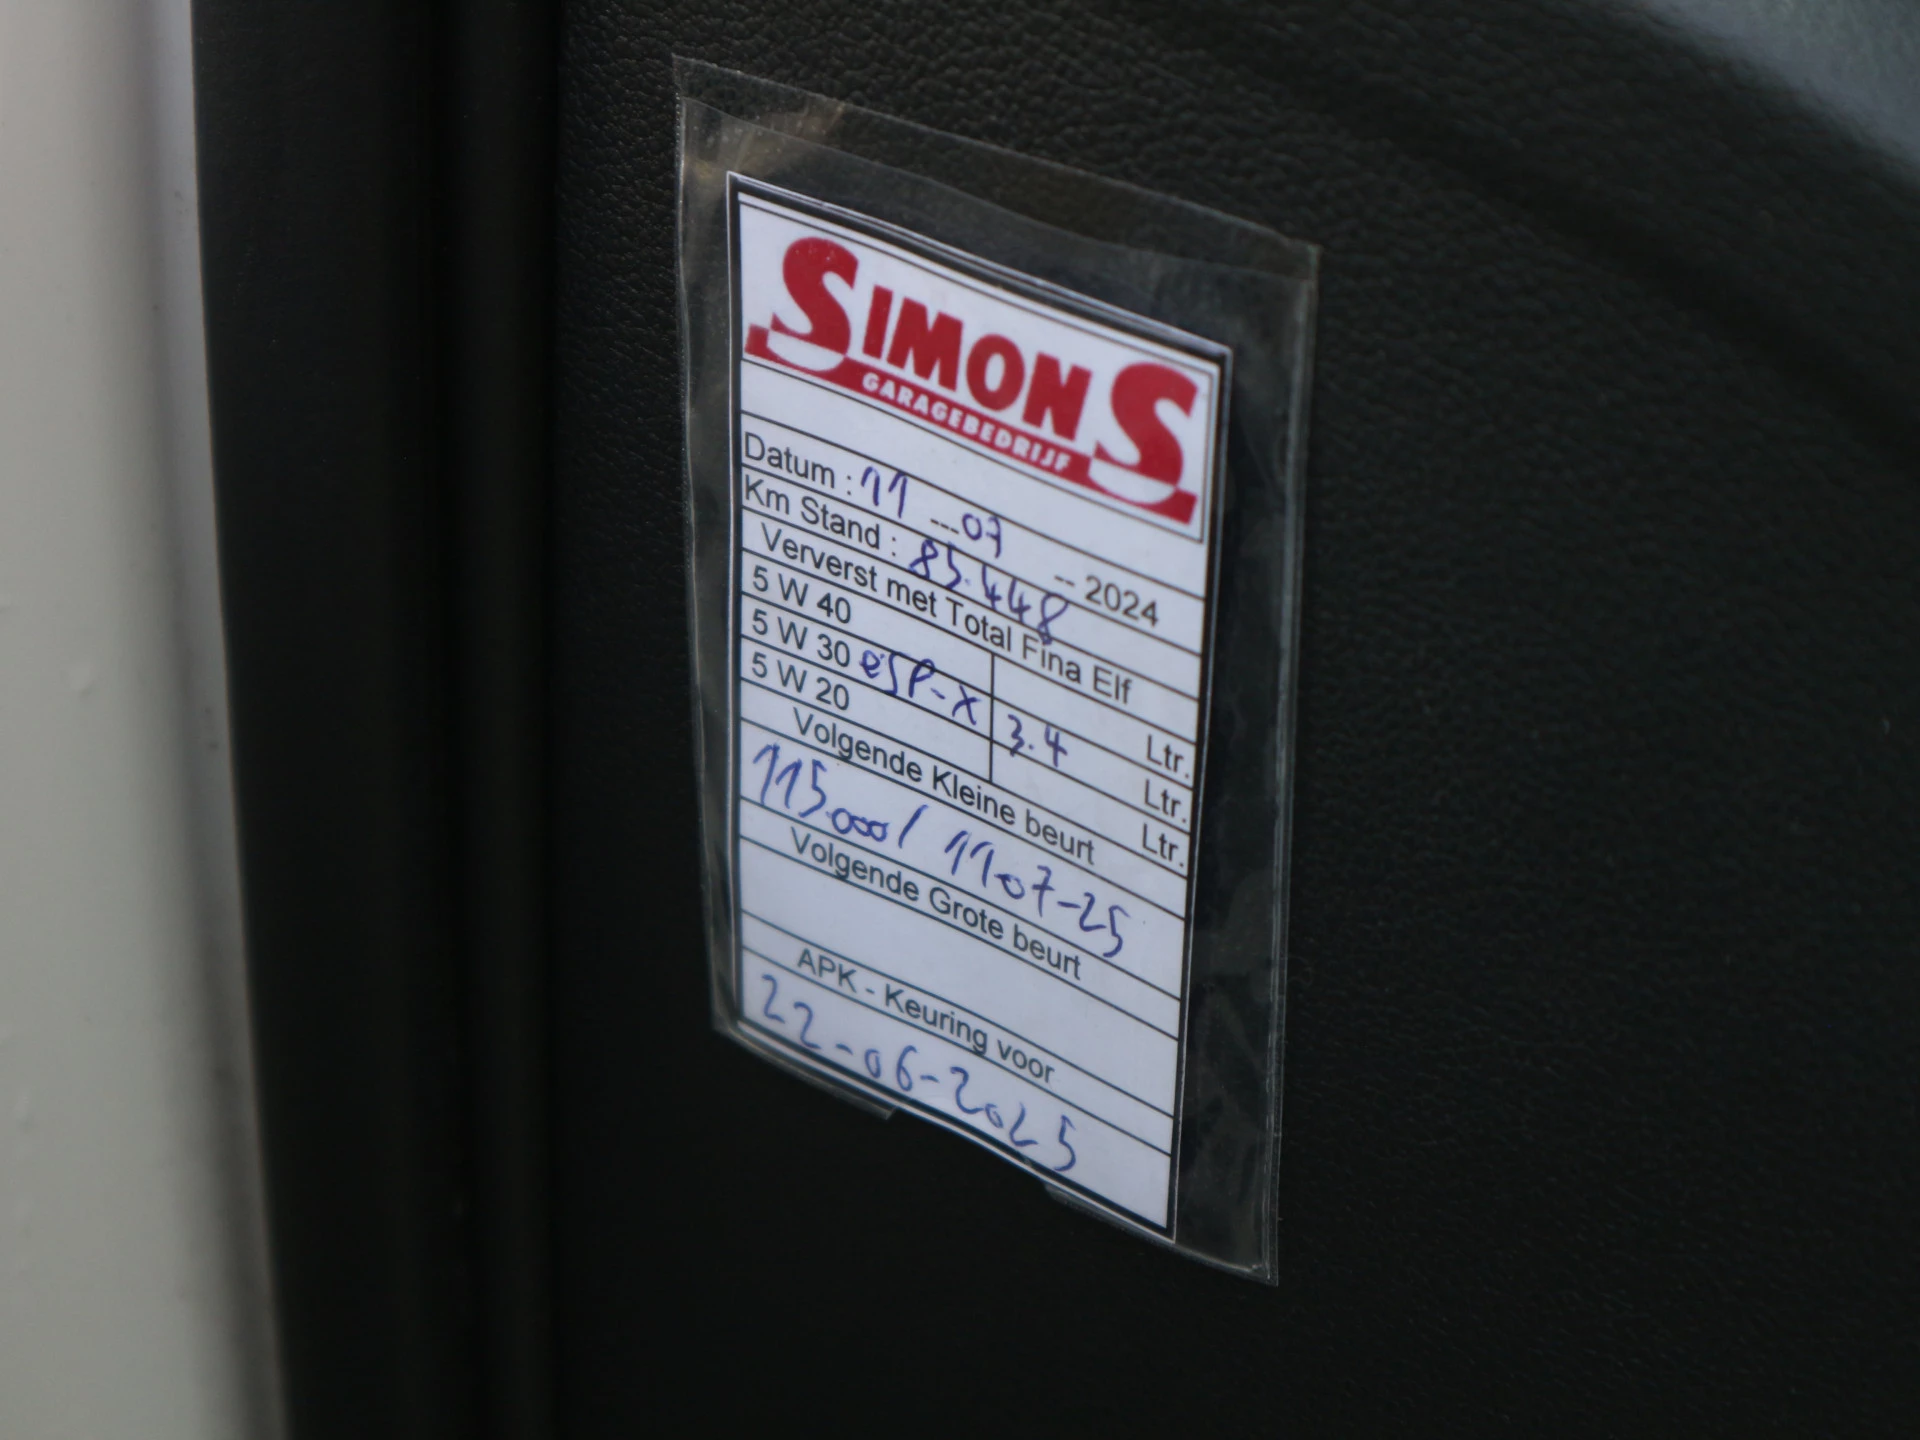 SIMONS
GARAGEBEDRIJF
Datum : 11 --- 07 -- 2024
Km Stand : 85.448
Ververst met Total Fina Elf
5 W 40 Ltr.
5 W 30 eSP-X 3.4 Ltr.
5 W 20 Ltr.
Volgende Kleine beurt
115.000 / 11-07-25
Volgende Grote beurt
APK - Keuring voor
22-06-2025